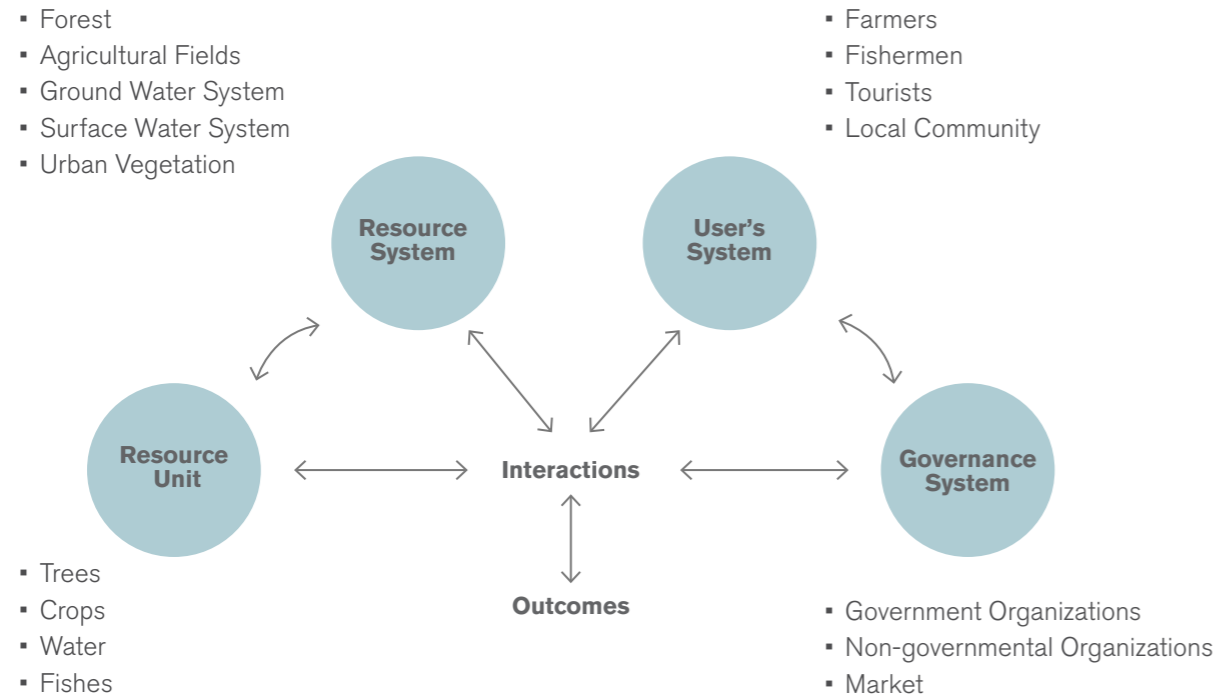 ▪ Forest
▪ Agricultural Fields
▪ Ground Water System
▪ Surface Water System
▪ Urban Vegetation
▪ Farmers
▪ Fishermen
▪ Tourists
▪ Local Community
Resource
System
User's
System
Resource
Unit
Interactions
Governance
System
Outcomes
▪ Trees
▪ Crops
▪ Water
▪ Fishes
▪ Government Organizations
▪ Non-governmental Organizations
▪ Market